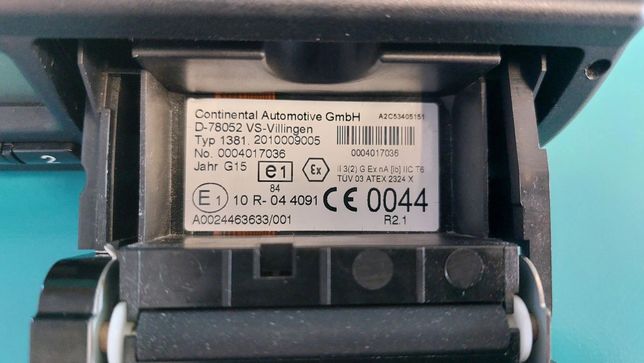 Continental Automotive GmbH A2C53405151
D-78052 VS-Villingen
Typ 1381. 2010009005
No. 0004017036 0004017036
Jahr G15 e1 Ex II 3(2) G Ex nA [ib] IIC T6
TÜV 03 ATEX 2324 X
84
E1 10 R- 04 4091 CE 0044
A0024463633/001 R2.1
2